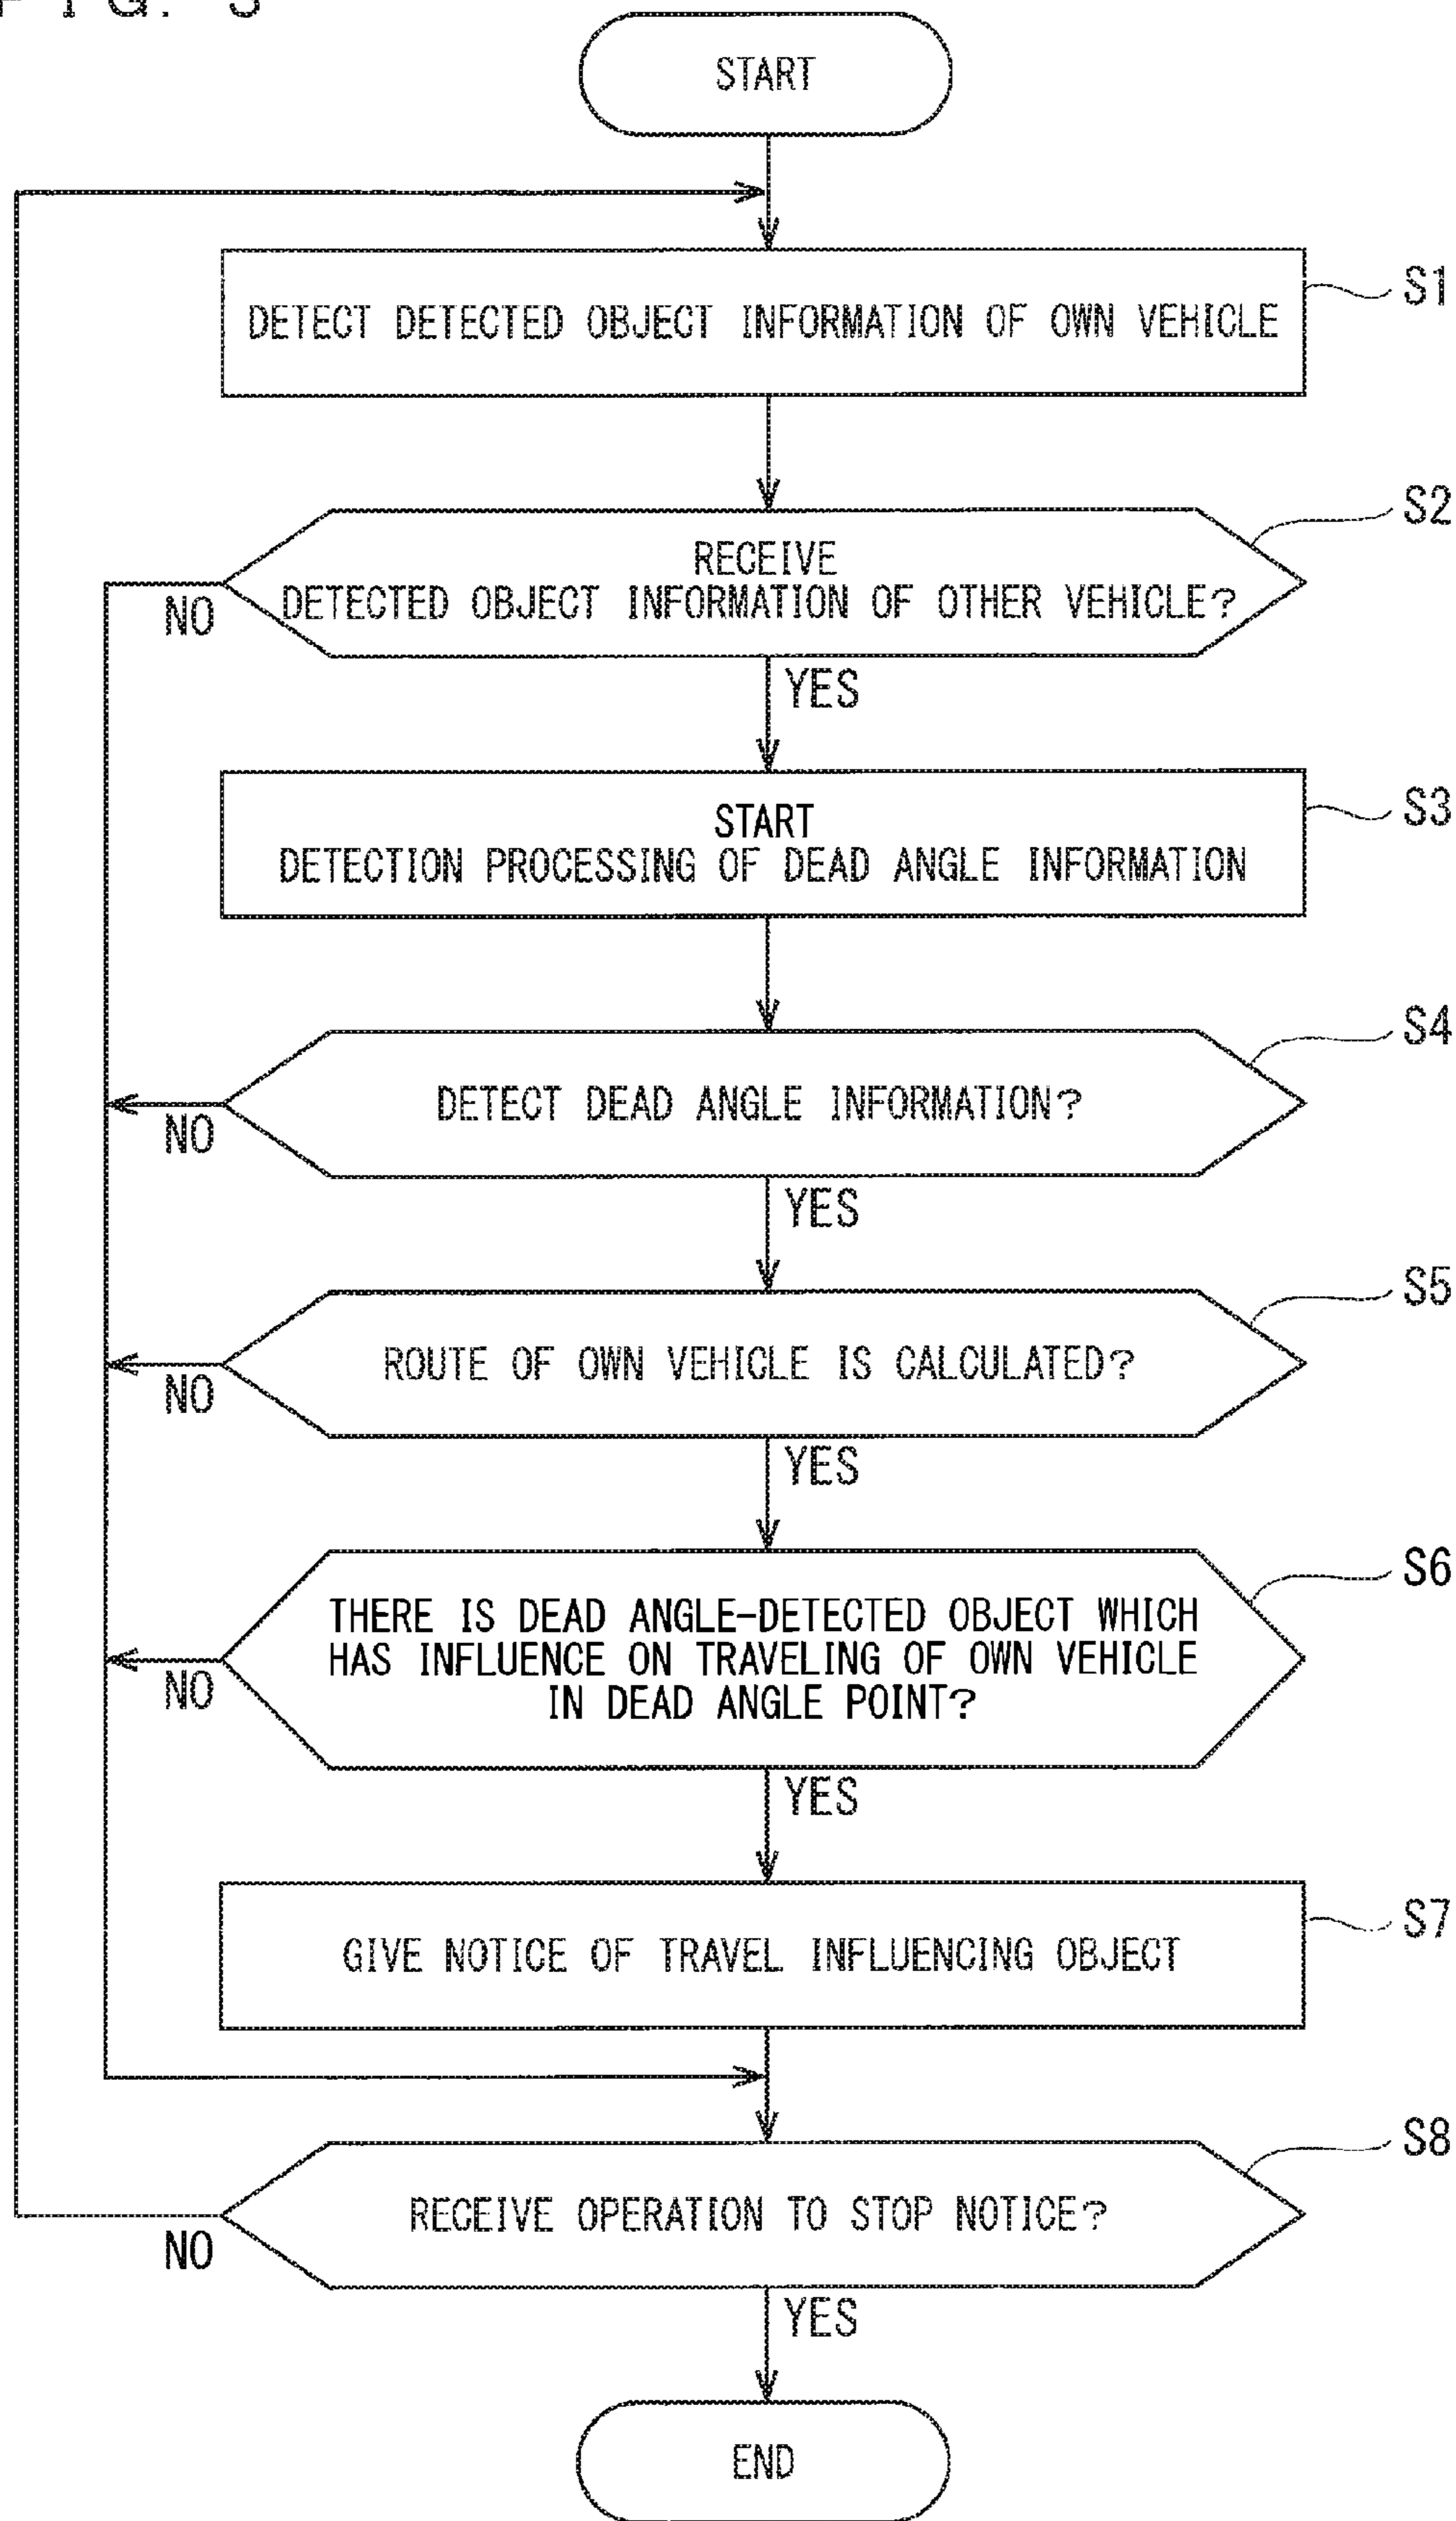 START
DETECT DETECTED OBJECT INFORMATION OF OWN VEHICLE
S1
RECEIVE
DETECTED OBJECT INFORMATION OF OTHER VEHICLE?
S2
NO
YES
START
DETECTION PROCESSING OF DEAD ANGLE INFORMATION
S3
DETECT DEAD ANGLE INFORMATION?
S4
NO
YES
ROUTE OF OWN VEHICLE IS CALCULATED?
S5
NO
YES
THERE IS DEAD ANGLE-DETECTED OBJECT WHICH
HAS INFLUENCE ON TRAVELING OF OWN VEHICLE
IN DEAD ANGLE POINT?
S6
NO
YES
GIVE NOTICE OF TRAVEL INFLUENCING OBJECT
S7
RECEIVE OPERATION TO STOP NOTICE?
S8
NO
YES
END